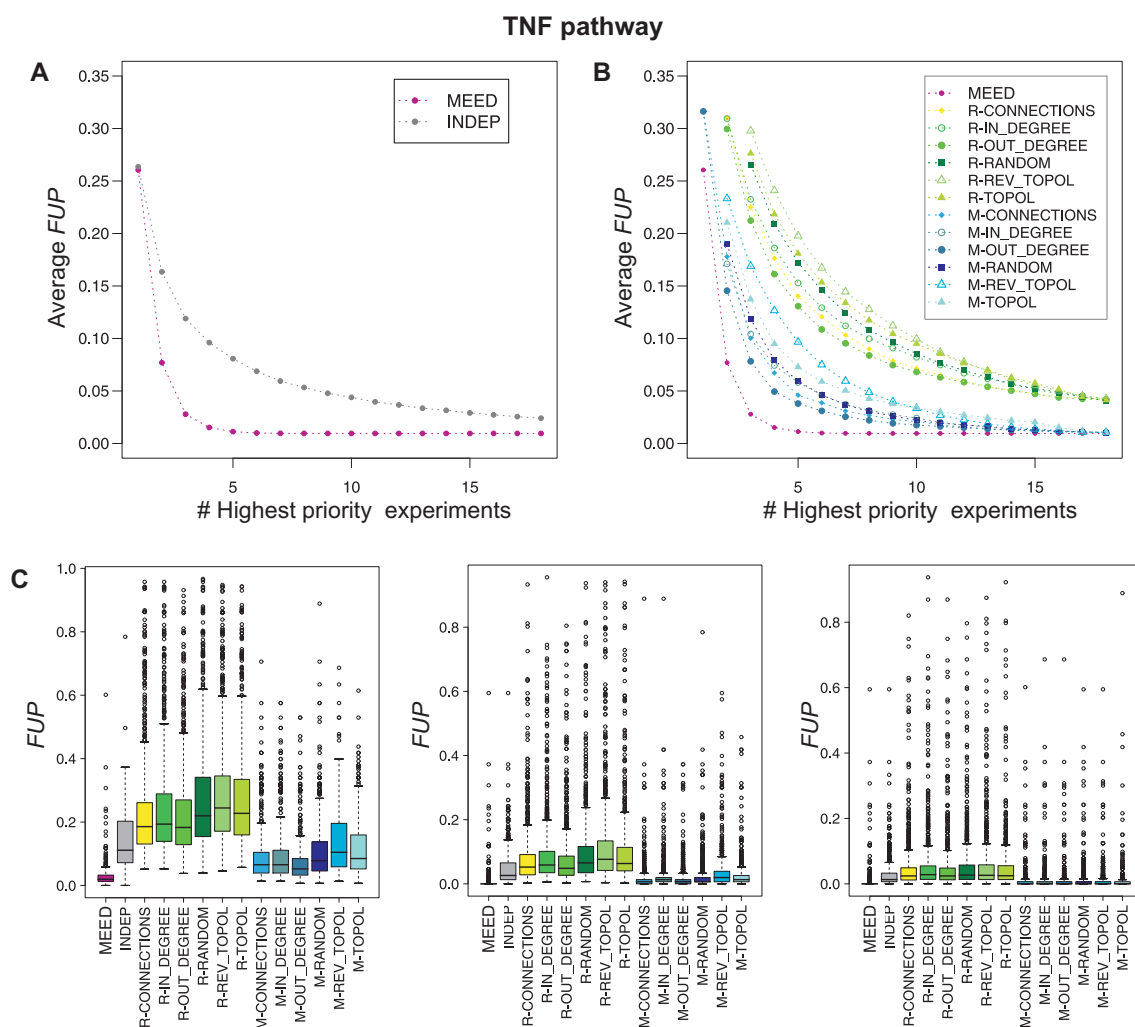 TNF pathway
A
0.35
0.30
0.25
0.20
0.15
0.10
0.05
0.00
Average FUP
MEED
INDEP
5
10
15
# Highest priority experiments
B
0.35
0.30
0.25
0.20
0.15
0.10
0.05
0.00
Average FUP
MEED
R-CONNECTIONS
R-IN_DEGREE
R-OUT_DEGREE
R-RANDOM
R-REV_TOPOL
R-TOPOL
M-CONNECTIONS
M-IN_DEGREE
M-OUT_DEGREE
M-RANDOM
M-REV_TOPOL
M-TOPOL
5
10
15
# Highest priority experiments
C
1.0
0.8
0.6
0.4
0.2
0.0
FUP
MEED
INDEP
R-CONNECTIONS
R-IN_DEGREE
R-OUT_DEGREE
R-RANDOM
R-REV_TOPOL
R-TOPOL
M-CONNECTIONS
M-IN_DEGREE
M-OUT_DEGREE
M-RANDOM
M-REV_TOPOL
M-TOPOL
0.8
0.6
0.4
0.2
0.0
FUP
MEED
INDEP
R-CONNECTIONS
R-IN_DEGREE
R-OUT_DEGREE
R-RANDOM
R-REV_TOPOL
R-TOPOL
M-CONNECTIONS
M-IN_DEGREE
M-OUT_DEGREE
M-RANDOM
M-REV_TOPOL
M-TOPOL
0.8
0.6
0.4
0.2
0.0
FUP
MEED
INDEP
R-CONNECTIONS
R-IN_DEGREE
R-OUT_DEGREE
R-RANDOM
R-REV_TOPOL
R-TOPOL
M-CONNECTIONS
M-IN_DEGREE
M-OUT_DEGREE
M-RANDOM
M-REV_TOPOL
M-TOPOL